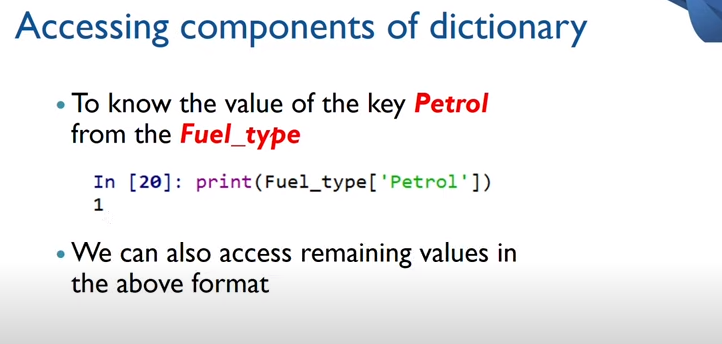 Accessing components of dictionary
• To know the value of the key Petrol
from the Fuel_type
In [20]: print(Fuel_type['Petrol'])
1
• We can also access remaining values in
the above format